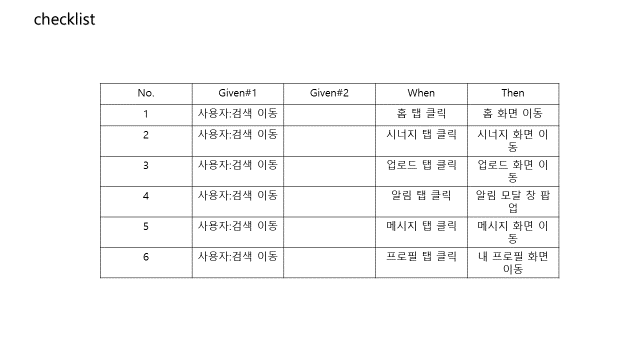 checklist
No. Given#1 Given#2 When Then
1 사용자:검색 이동 홈 탭 클릭 홈 화면 이동
2 사용자:검색 이동 시너지 탭 클릭 시너지 화면 이
동
3 사용자:검색 이동 업로드 탭 클릭 업로드 화면 이
동
4 사용자:검색 이동 알림 탭 클릭 알림 모달 창 팝
업
5 사용자:검색 이동 메시지 탭 클릭 메시지 화면 이
동
6 사용자:검색 이동 프로필 탭 클릭 내 프로필 화면
이동